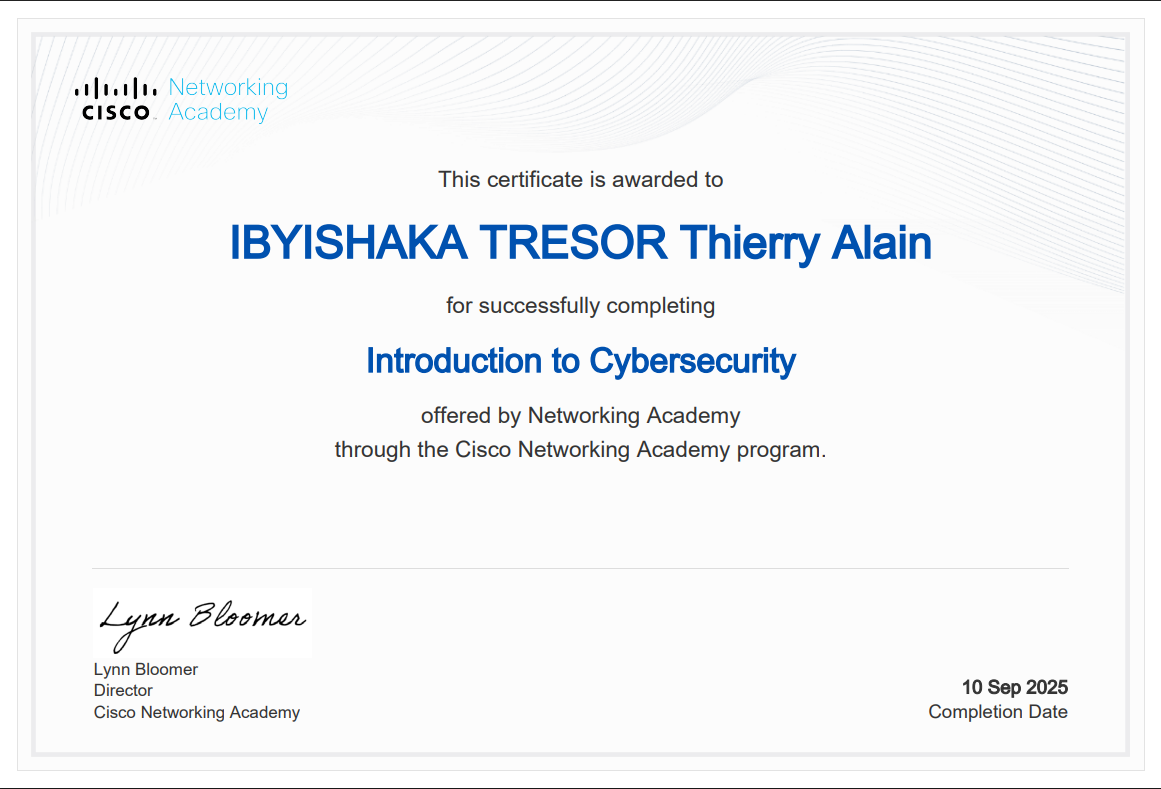 CISCO Networking
Academy
This certificate is awarded to
IBYISHAKA TRESOR Thierry Alain
for successfully completing
Introduction to Cybersecurity
offered by Networking Academy
through the Cisco Networking Academy program.
Lynn Bloomer
Lynn Bloomer
Director
Cisco Networking Academy
10 Sep 2025
Completion Date